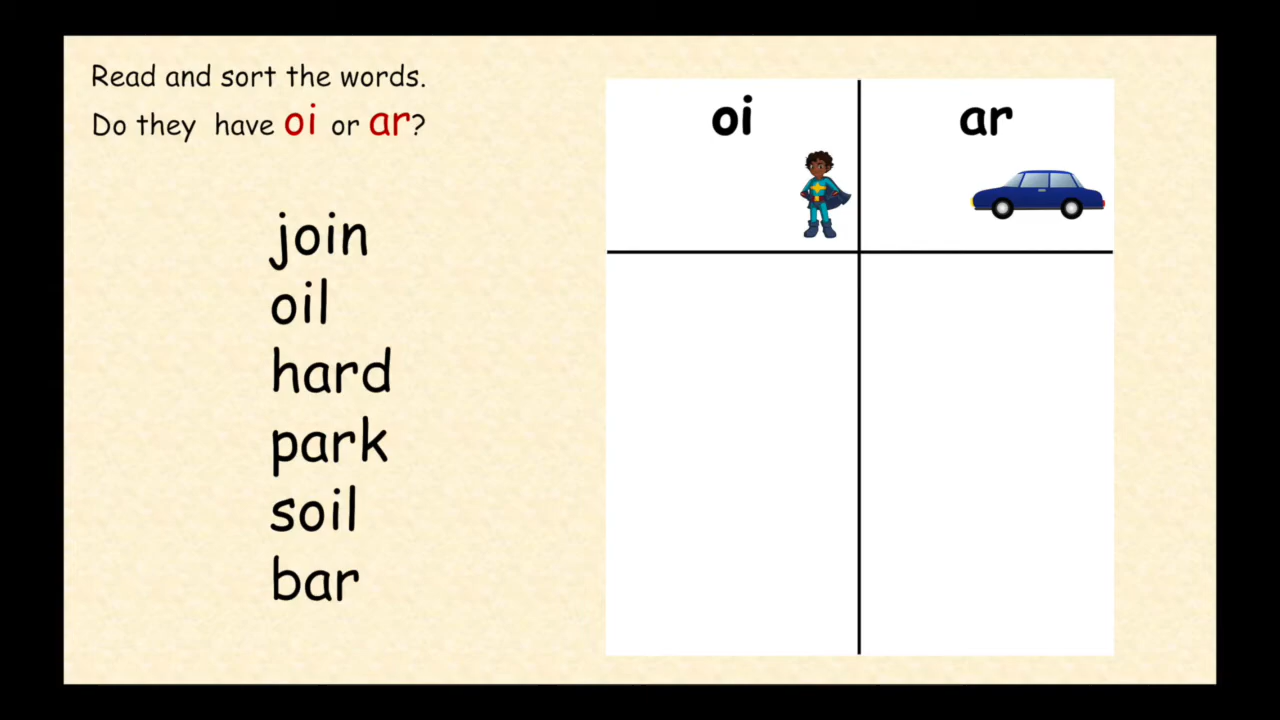 Read and sort the words.
Do they have oi or ar?
join
oil
hard
park
soil
bar
oi
ar